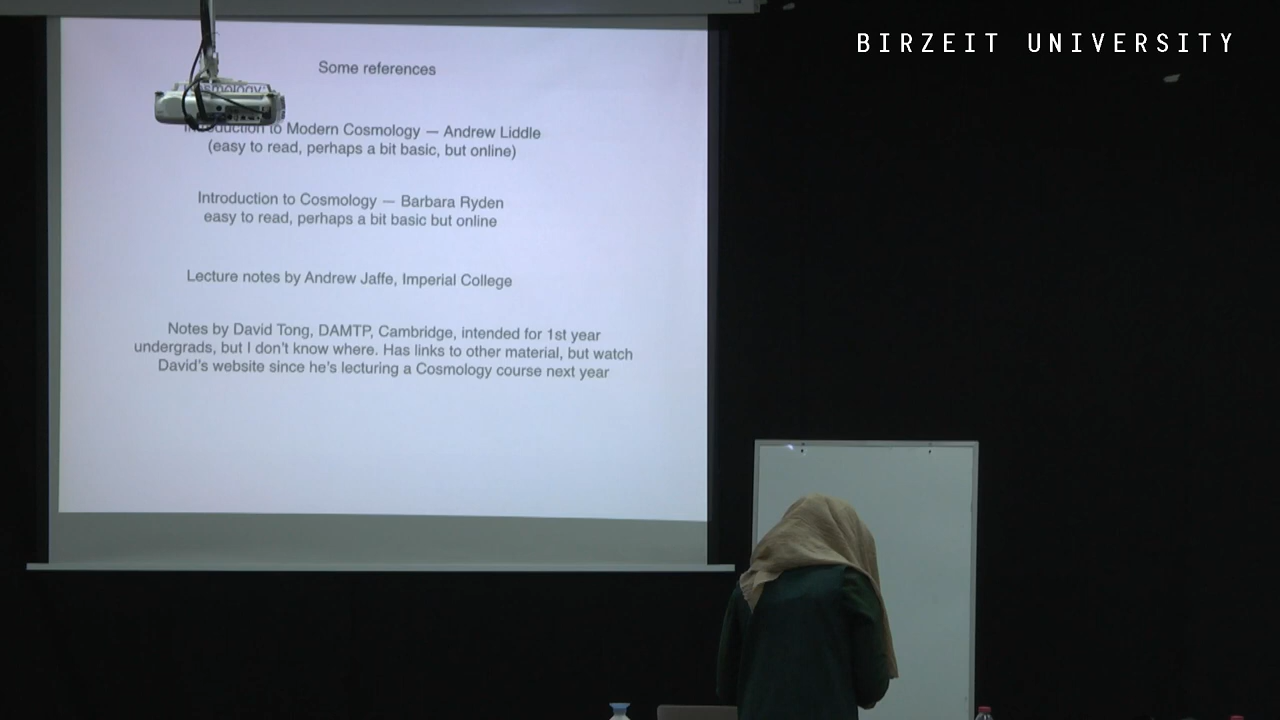 BIRZEIT UNIVERSITY
Some references
Cosmology:
Introduction to Modern Cosmology — Andrew Liddle
(easy to read, perhaps a bit basic, but online)
Introduction to Cosmology — Barbara Ryden
easy to read, perhaps a bit basic but online
Lecture notes by Andrew Jaffe, Imperial College
Notes by David Tong, DAMTP, Cambridge, intended for 1st year
undergrads, but I don't know where. Has links to other material, but watch
David's website since he's lecturing a Cosmology course next year